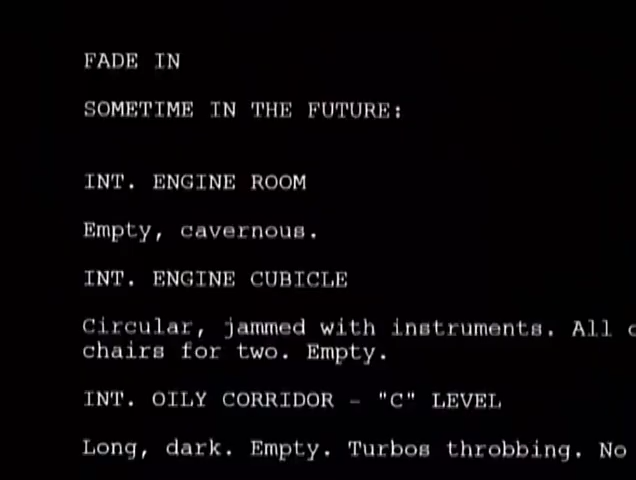 FADE IN
SOMETIME IN THE FUTURE:
INT. ENGINE ROOM
Empty, cavernous.
INT. ENGINE CUBICLE
Circular, jammed with instruments. All
chairs for two. Empty.
INT. OILY CORRIDOR - "C" LEVEL
Long, dark. Empty. Turbos throbbing. No